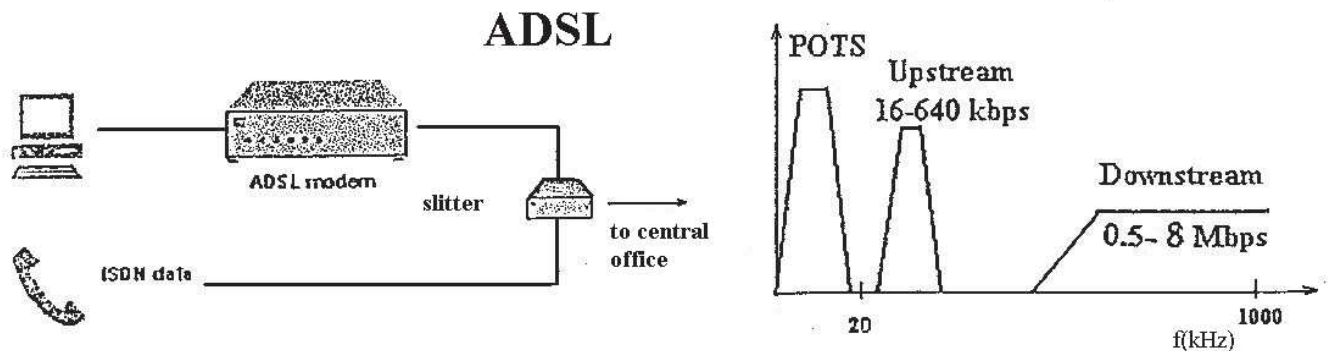 ADSL
ADSL modem
slitter
to central
office
ISDN data
POTS
Upstream
16-640 kbps
Downstream
0.5- 8 Mbps
20
1000
f(kHz)